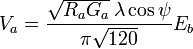 V_a = \frac{\sqrt{R_a G_a}\ \lambda \cos\psi}{\pi \sqrt{120}} E_b